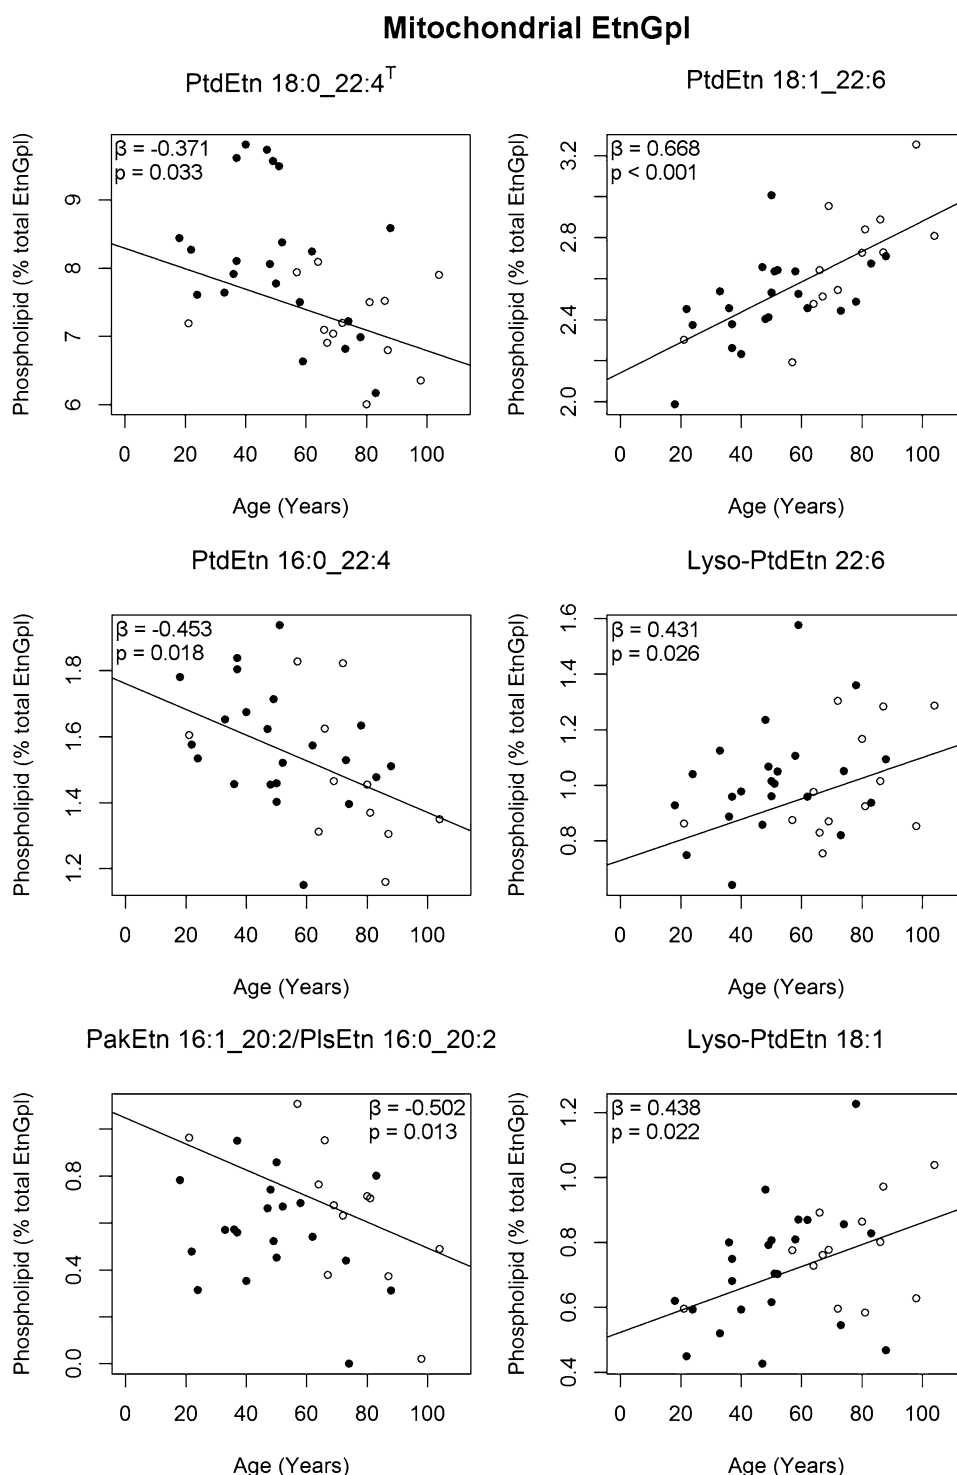 Mitochondrial EtnGpl
PtdEtn 18:0_22:4T
β = -0.371
p = 0.033
Phospholipid (% total EtnGpl)
9
8
7
6
0 20 40 60 80 100
Age (Years)
PtdEtn 18:1_22:6
β = 0.668
p < 0.001
Phospholipid (% total EtnGpl)
3.2
2.8
2.4
2.0
0 20 40 60 80 100
Age (Years)
PtdEtn 16:0_22:4
β = -0.453
p = 0.018
Phospholipid (% total EtnGpl)
1.8
1.6
1.4
1.2
0 20 40 60 80 100
Age (Years)
Lyso-PtdEtn 22:6
β = 0.431
p = 0.026
Phospholipid (% total EtnGpl)
1.6
1.4
1.2
1.0
0.8
0 20 40 60 80 100
Age (Years)
PakEtn 16:1_20:2/PlsEtn 16:0_20:2
β = -0.502
p = 0.013
Phospholipid (% total EtnGpl)
0.8
0.4
0.0
0 20 40 60 80 100
Age (Years)
Lyso-PtdEtn 18:1
β = 0.438
p = 0.022
Phospholipid (% total EtnGpl)
1.2
1.0
0.8
0.6
0.4
0 20 40 60 80 100
Age (Years)